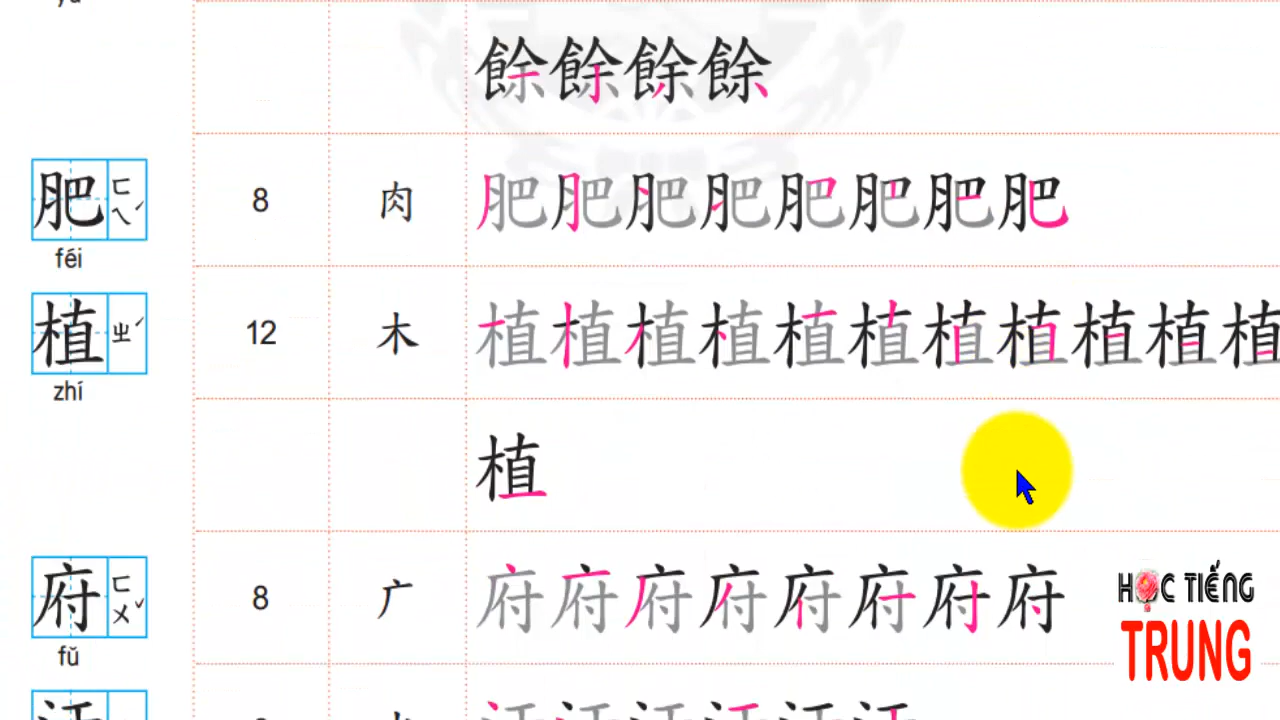 餘餘餘餘
肥 ㄈㄟˊ 8 肉 肥肥肥肥肥肥肥肥
féi
植 ㄓˊ 12 木 植植植植植植植植植植植
zhí
植
府 ㄈㄨˇ 8 广 府府府府府府府府
fǔ
HỌC TIẾNG
TRUNG